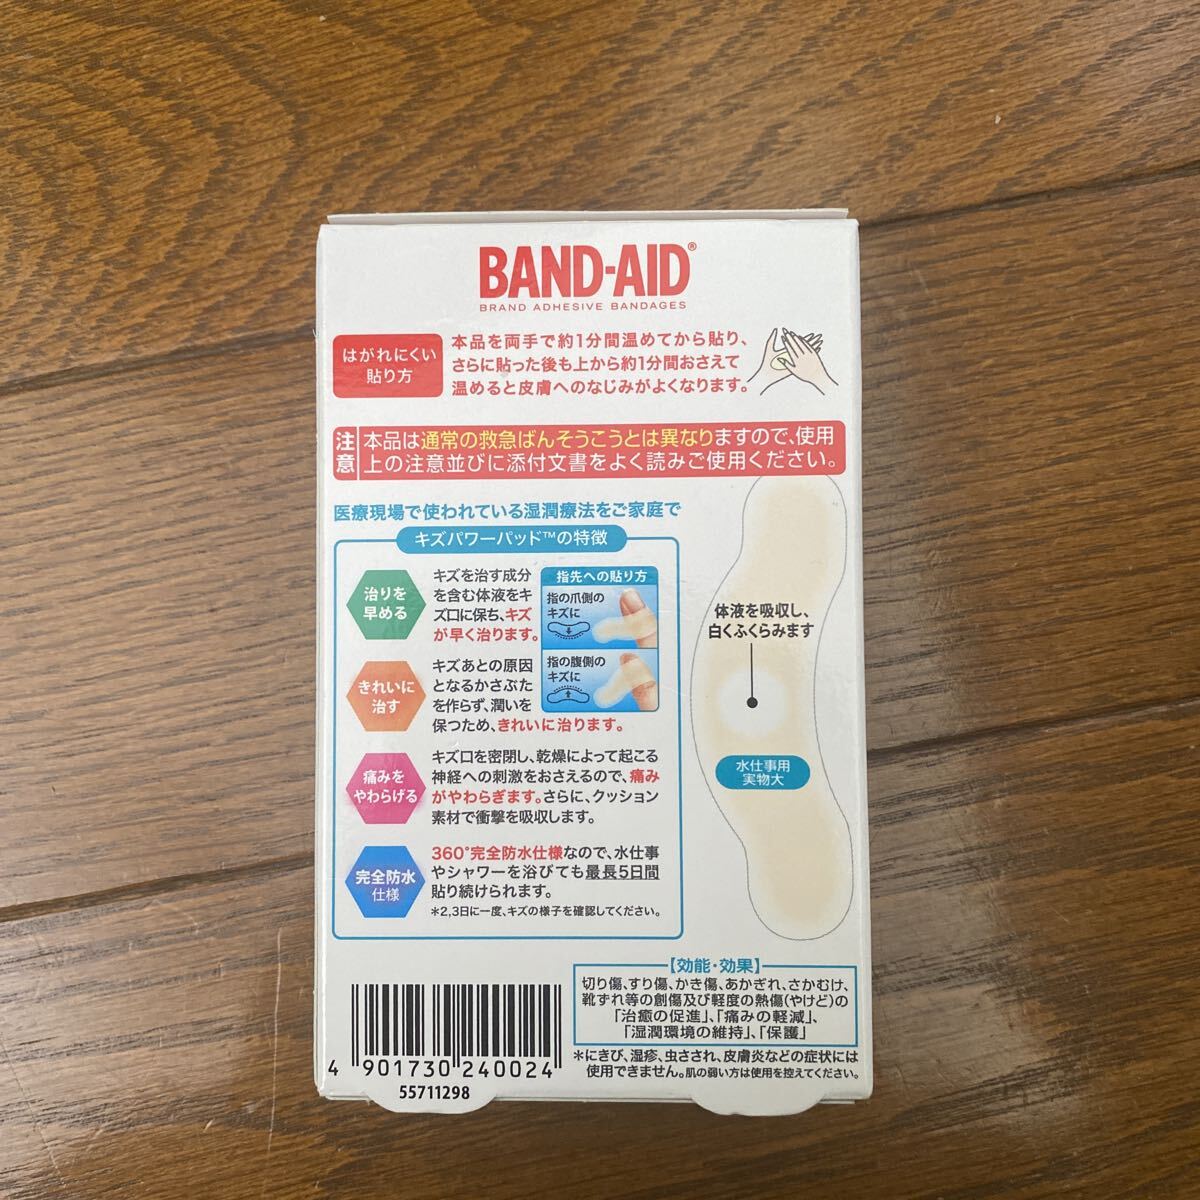 BAND-AID®
BRAND ADHESIVE BANDAGES
はがれにくい
貼り方
本品を両手で約1分間温めてから貼り、
さらに貼った後も上から約1分間おさえて
温めると皮膚へのなじみがよくなります。
注意
本品は通常の救急ばんそうこうとは異なりますので、使用
上の注意並びに添付文書をよく読みご使用ください。
医療現場で使われている湿潤療法をご家庭で
キズパワーパッド™の特徴
治りを
早める
キズを治す成分
を含む体液をキ
ズ口に保ち、キズ
が早く治ります。
指先への貼り方
指の爪側の
キズに
指の腹側の
キズに
きれいに
治す
キズあとの原因
となるかさぶた
を作らず、潤いを
保つため、きれいに治ります。
痛みを
やわらげる
キズ口を密閉し、乾燥によって起こる
神経への刺激をおさえるので、痛み
がやわらぎます。さらに、クッション
素材で衝撃を吸収します。
完全防水
仕様
360°完全防水仕様なので、水仕事
やシャワーを浴びても最長5日間
貼り続けられます。
*2,3日に一度、キズの様子を確認してください。
体液を吸収し、
白くふくらみます
水仕事用
実物大
【効能・効果】
切り傷、すり傷、かき傷、あかぎれ、さかむけ、
靴ずれ等の創傷及び軽度の熱傷(やけど)の
「治癒の促進」、「痛みの軽減」、
「湿潤環境の維持」、「保護」
*にきび、湿疹、虫さされ、皮膚炎などの症状には
使用できません。肌の弱い方は使用を控えてください。
4 901730 240024
55711298